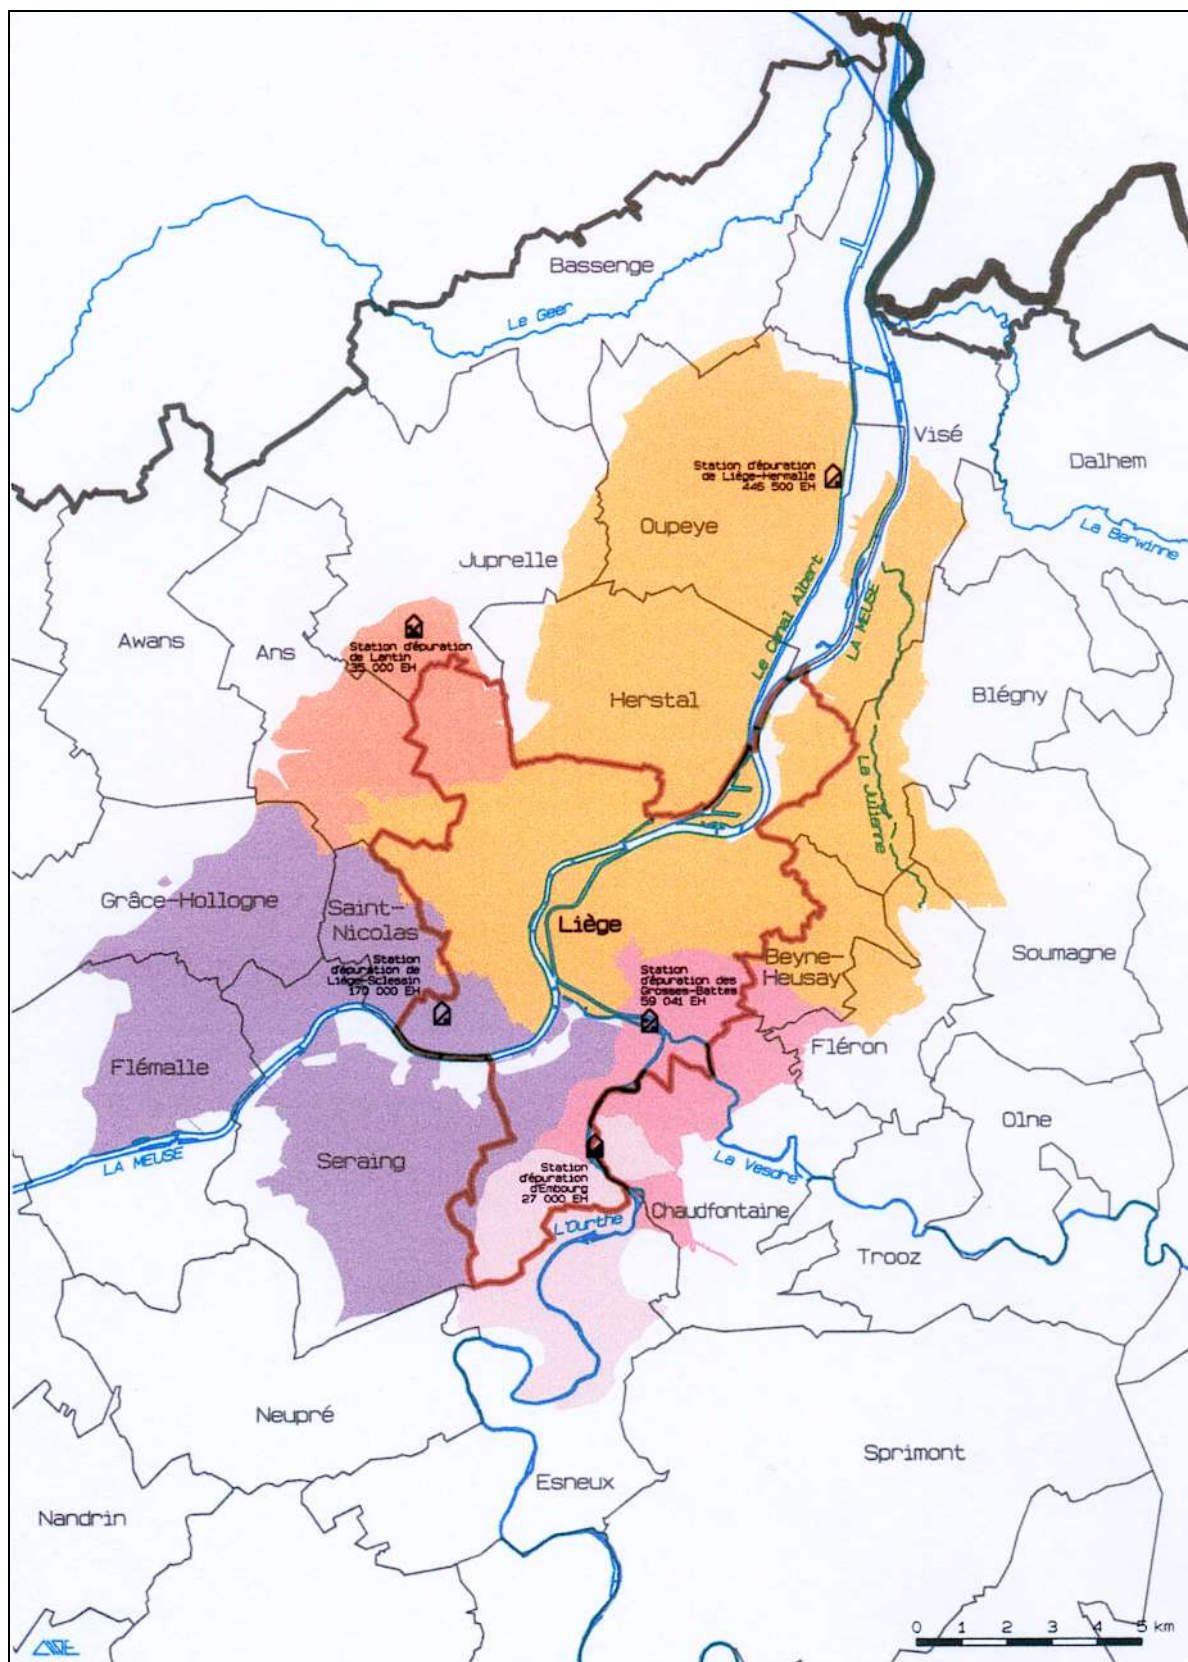 Bassenge
Le Geer
Visé
Dalhem
Station d'épuration
de Liège-Hermalle
446 500 EH
Oupeye
La Berwinne
Juprelle
Le Canal Albert
LA MEUSE
Awans
Ans
Station d'épuration
de Lantin
35 000 EH
Herstal
Blégny
La Julienne
Grâce-Hollogne
Saint-
Nicolas
Liège
Beyne-
Heusay
Soumagne
Station
d'épuration de
Liège-Sclessin
170 000 EH
Station
d'épuration des
Grosses-Battes
59 041 EH
Flémalle
Fléron
Olne
LA MEUSE
Seraing
Station
d'épuration
d'Embourg
27 000 EH
La Vesdre
L'Ourthe
Chaudfontaine
Trooz
Neupré
Esneux
Sprimont
Nandrin
0 1 2 3 4 5 km
AIDE